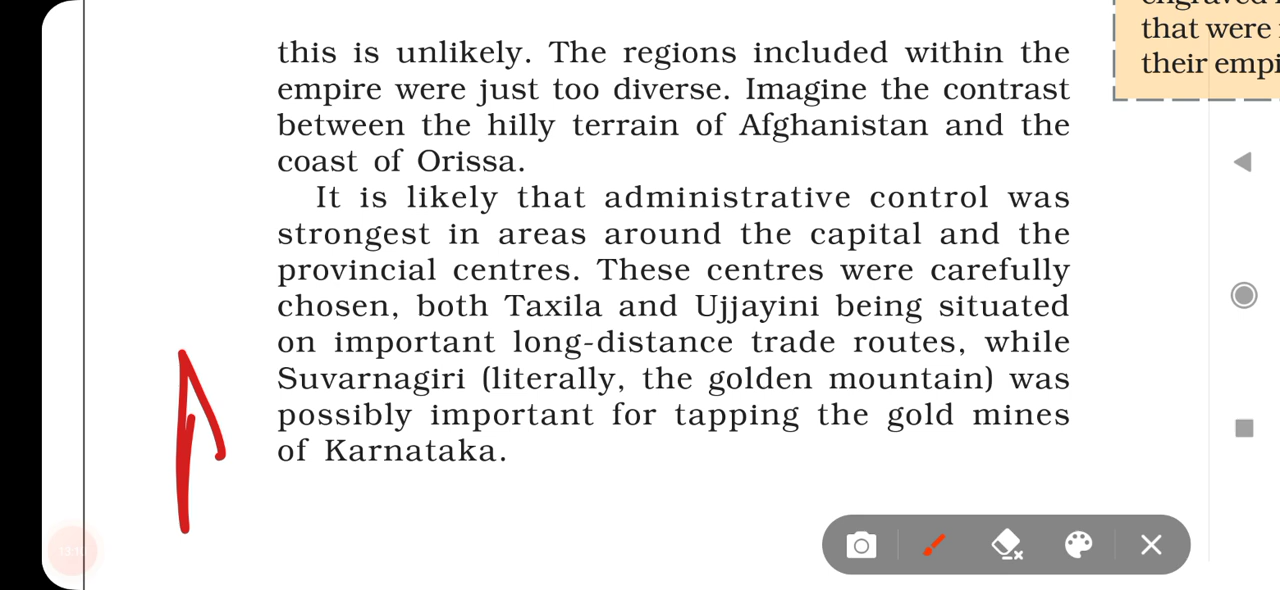 this is unlikely. The regions included within the
empire were just too diverse. Imagine the contrast
between the hilly terrain of Afghanistan and the
coast of Orissa.
It is likely that administrative control was
strongest in areas around the capital and the
provincial centres. These centres were carefully
chosen, both Taxila and Ujjayini being situated
on important long-distance trade routes, while
Suvarnagiri (literally, the golden mountain) was
possibly important for tapping the gold mines
of Karnataka.
that were
their empi